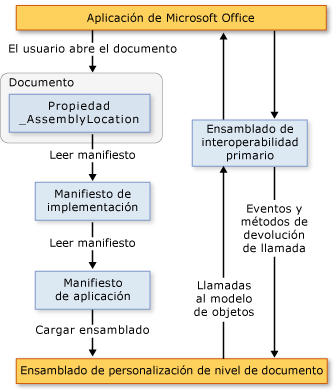 Aplicación de Microsoft Office
El usuario abre el documento
Documento
Propiedad
_AssemblyLocation
Leer manifiesto
Manifiesto de
implementación
Leer manifiesto
Manifiesto
de aplicación
Cargar ensamblado
Ensamblado de
interoperabilidad
primario
Llamadas
al modelo
de objetos
Eventos y
métodos de
devolución
de llamada
Ensamblado de personalización de nivel de documento